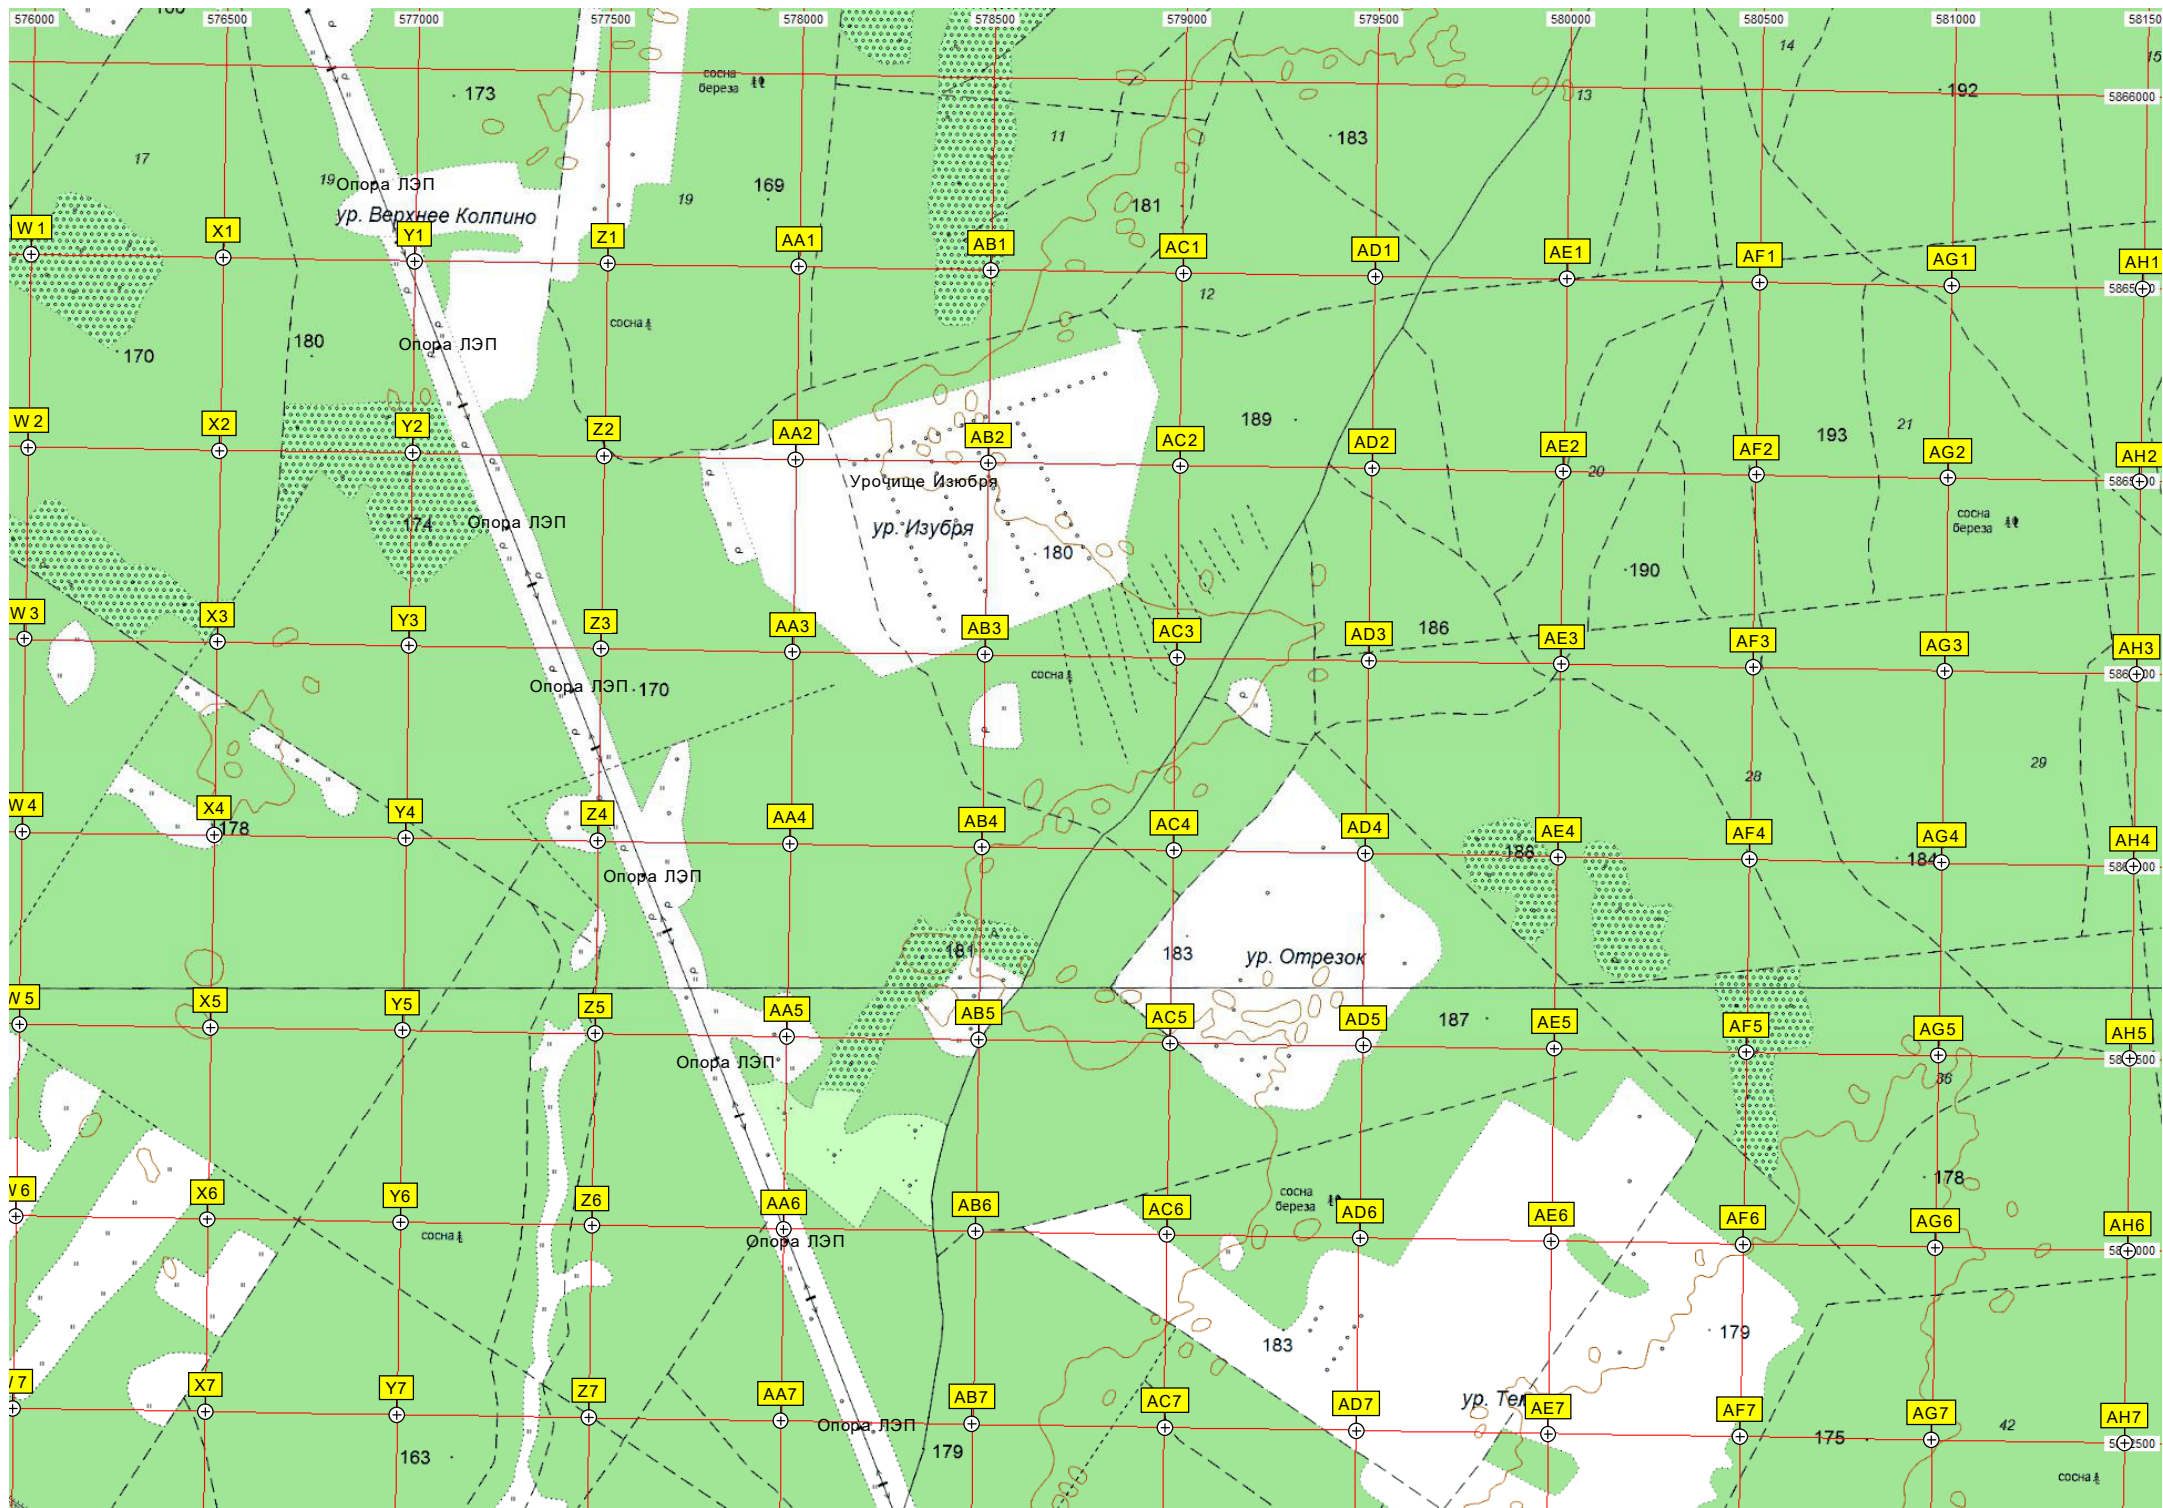 576000 576500 577000 577500 578000 578500 579000 579500 580000 580500 581000
14
173
сосна
береза
13
192
5866000
17
11
183
19
Опора ЛЭП
169
19
181
ур. Верхнее Колпино
W 1 X1 Y1 Z1 AA1 AB1 AC1 AD1 AE1 AF1 AG1 AH1
12
сосна
170
180
Опора ЛЭП
189
193
21
W 2 X2 Y2 Z2 AA2 AB2 AC2 AD2 AE2 AF2 AG2 AH2
20
Урочище Изюбря
174
Опора ЛЭП
ур. Изубря
180
сосна
береза
190
W 3 X3 Y3 Z3 AA3 AB3 AC3 AD3 AE3 AF3 AG3 AH3
186
сосна
Опора ЛЭП
170
28
29
W 4 X4 Y4 Z4 AA4 AB4 AC4 AD4 AE4 AF4 AG4 AH4
178
188
184
Опора ЛЭП
181
183
ур. Отрезок
W 5 X5 Y5 Z5 AA5 AB5 AC5 AD5 AE5 AF5 AG5 AH5
187
Опора ЛЭП
36
178
сосна
береза
X6 Y6 Z6 AA6 AB6 AC6 AD6 AE6 AF6 AG6 AH6
сосна
Опора ЛЭП
183
179
X7 Y7 Z7 AA7 AB7 AC7 AD7 AE7 AF7 AG7 AH7
Опора ЛЭП
42
175
163
179
сосна